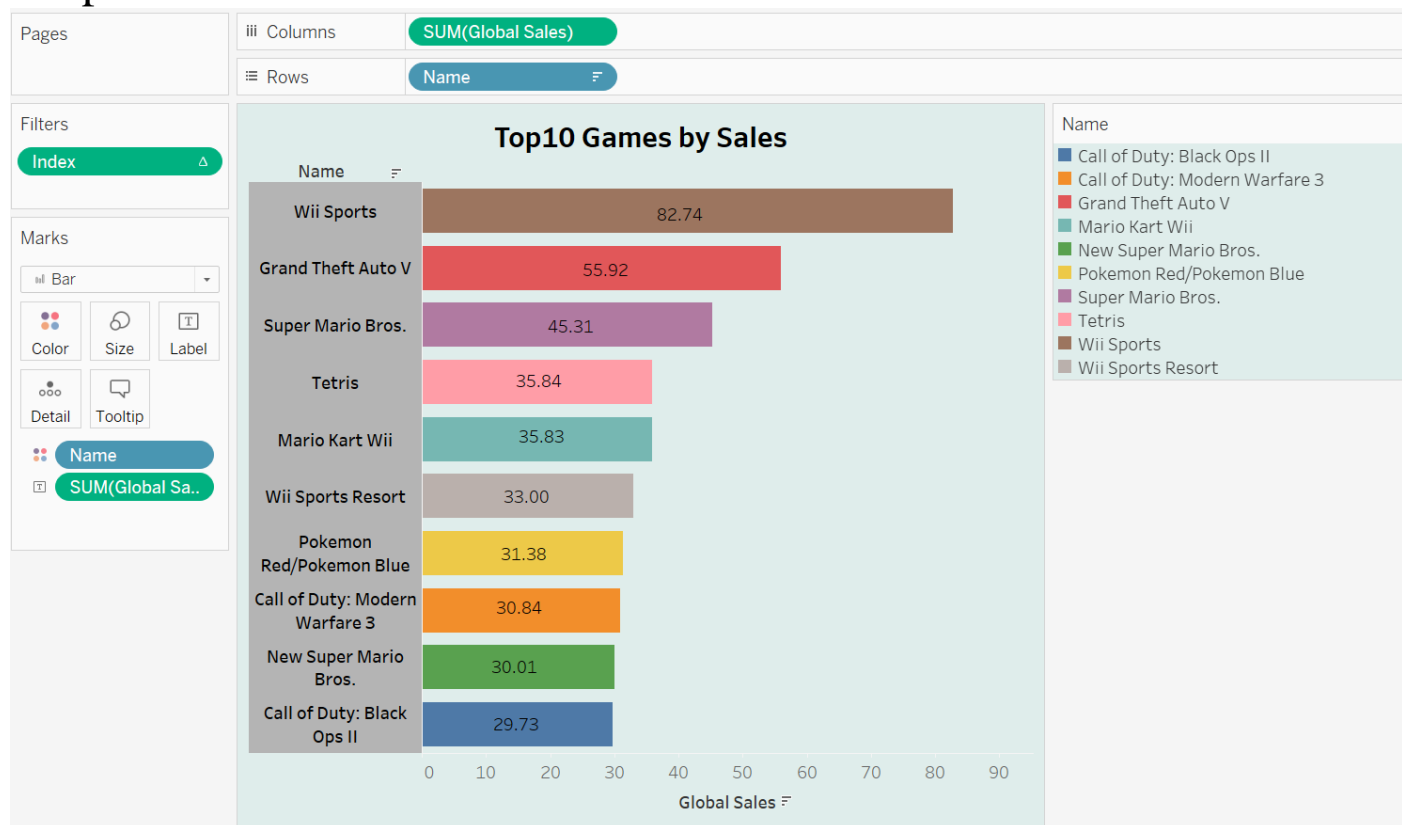 Pages
Columns
SUM(Global Sales)
Rows
Name
Filters
Index
Marks
Bar
Color
Size
Label
Detail
Tooltip
Name
SUM(Global Sa..
Top10 Games by Sales
Name
Wii Sports
82.74
Grand Theft Auto V
55.92
Super Mario Bros.
45.31
Tetris
35.84
Mario Kart Wii
35.83
Wii Sports Resort
33.00
Pokemon
Red/Pokemon Blue
31.38
Call of Duty: Modern
Warfare 3
30.84
New Super Mario
Bros.
30.01
Call of Duty: Black
Ops II
29.73
0 10 20 30 40 50 60 70 80 90
Global Sales
Name
Call of Duty: Black Ops II
Call of Duty: Modern Warfare 3
Grand Theft Auto V
Mario Kart Wii
New Super Mario Bros.
Pokemon Red/Pokemon Blue
Super Mario Bros.
Tetris
Wii Sports
Wii Sports Resort